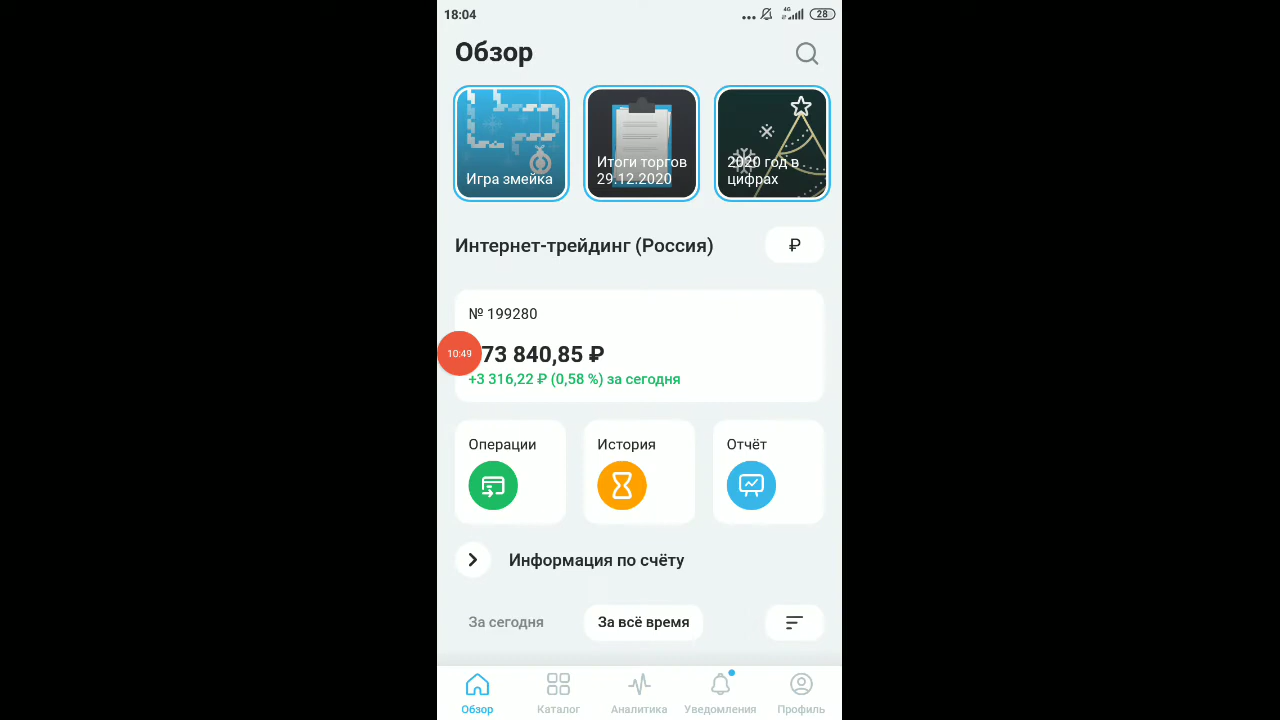 18:04
4G
28
Обзор
Игра змейка
Итоги торгов
29.12.2020
2020 год в
цифрах
Интернет-трейдинг (Россия)
₽
№ 199280
10:49
73 840,85 ₽
+3 316,22 ₽ (0,58 %) за сегодня
Операции
История
Отчёт
Информация по счёту
За сегодня
За всё время
Обзор
Каталог
Аналитика
Уведомления
Профиль